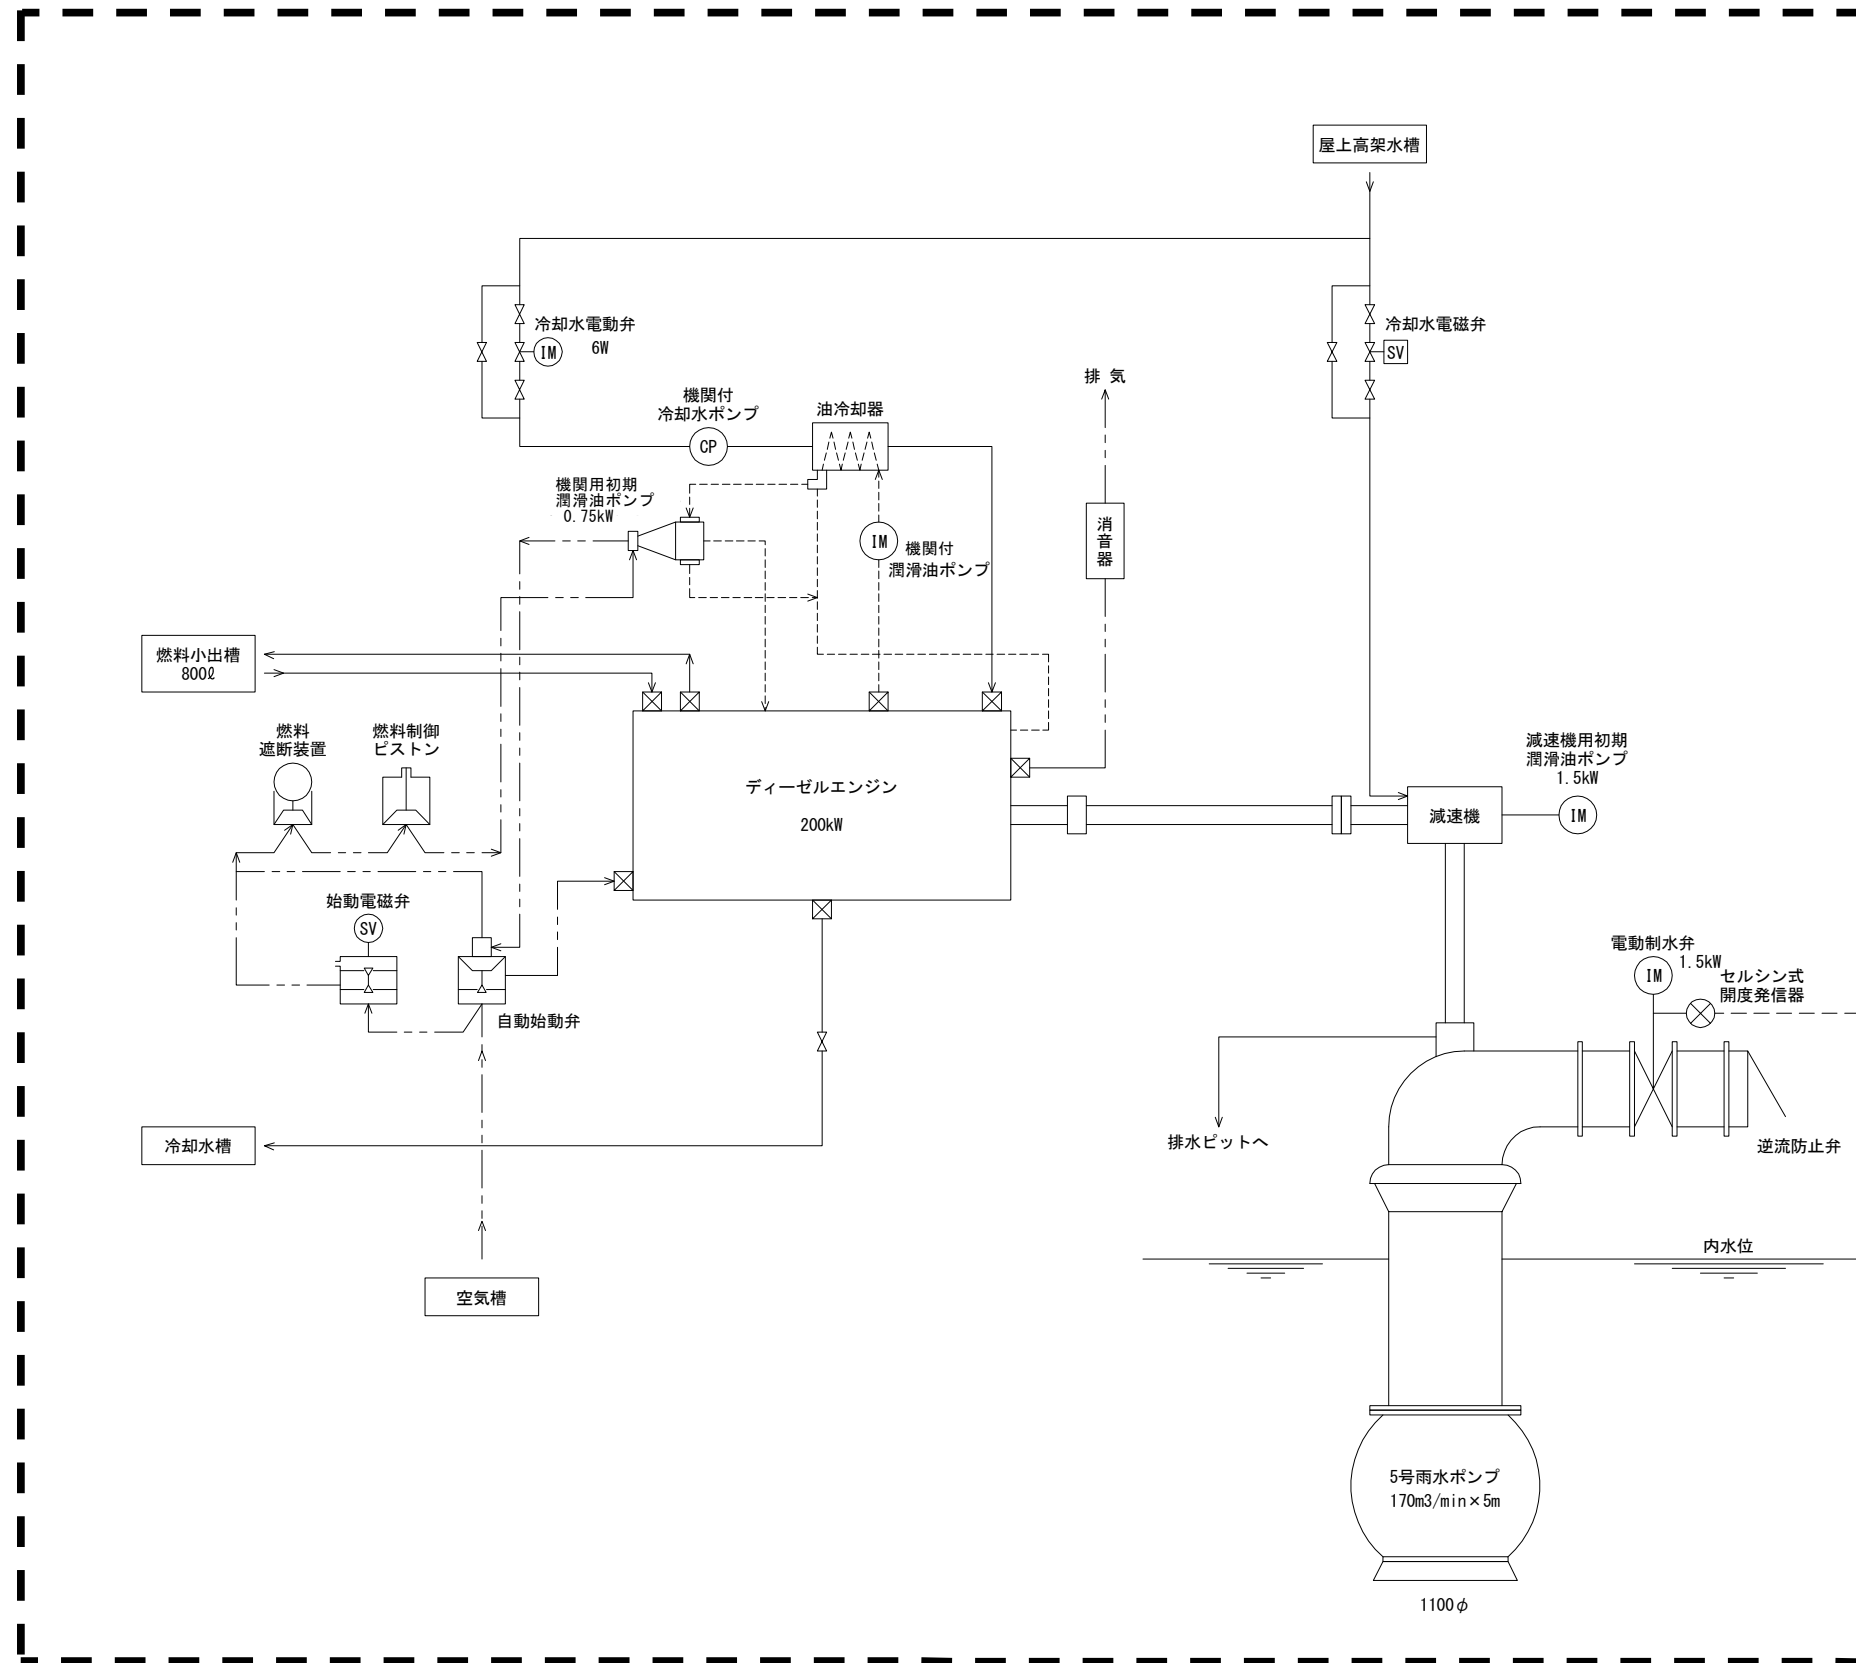 屋上高架水槽
冷却水電動弁
6W
IM
冷却水電磁弁
SV
排 気
機関付
冷却水ポンプ
CP
油冷却器
機関用初期
潤滑油ポンプ
0.75kW
消音器
IM
機関付
潤滑油ポンプ
燃料小出槽
800ℓ
燃料
遮断装置
燃料制御
ピストン
ディーゼルエンジン
200kW
減速機用初期
潤滑油ポンプ
1.5kW
減速機
IM
始動電磁弁
SV
自動始動弁
電動制水弁
1.5kW
IM
セルシン式
開度発信器
冷却水槽
排水ピットへ
逆流防止弁
内水位
空気槽
5号雨水ポンプ
170m3/min×5m
1100φ